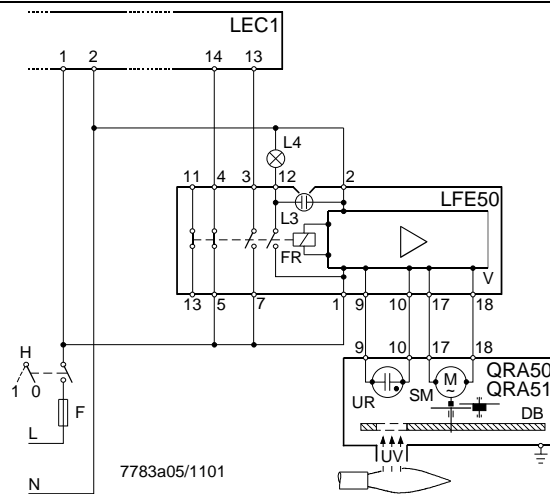 LEC1
1 2 14 13
L4
11 4 3 12 2
LFE50
L3
FR
V
13 5 7 1 9 10 17 18
9 10 17 18
H
QRA50
QRA51
1 0
F
UR
SM
M
~
DB
L
UV
N
7783a05/1101